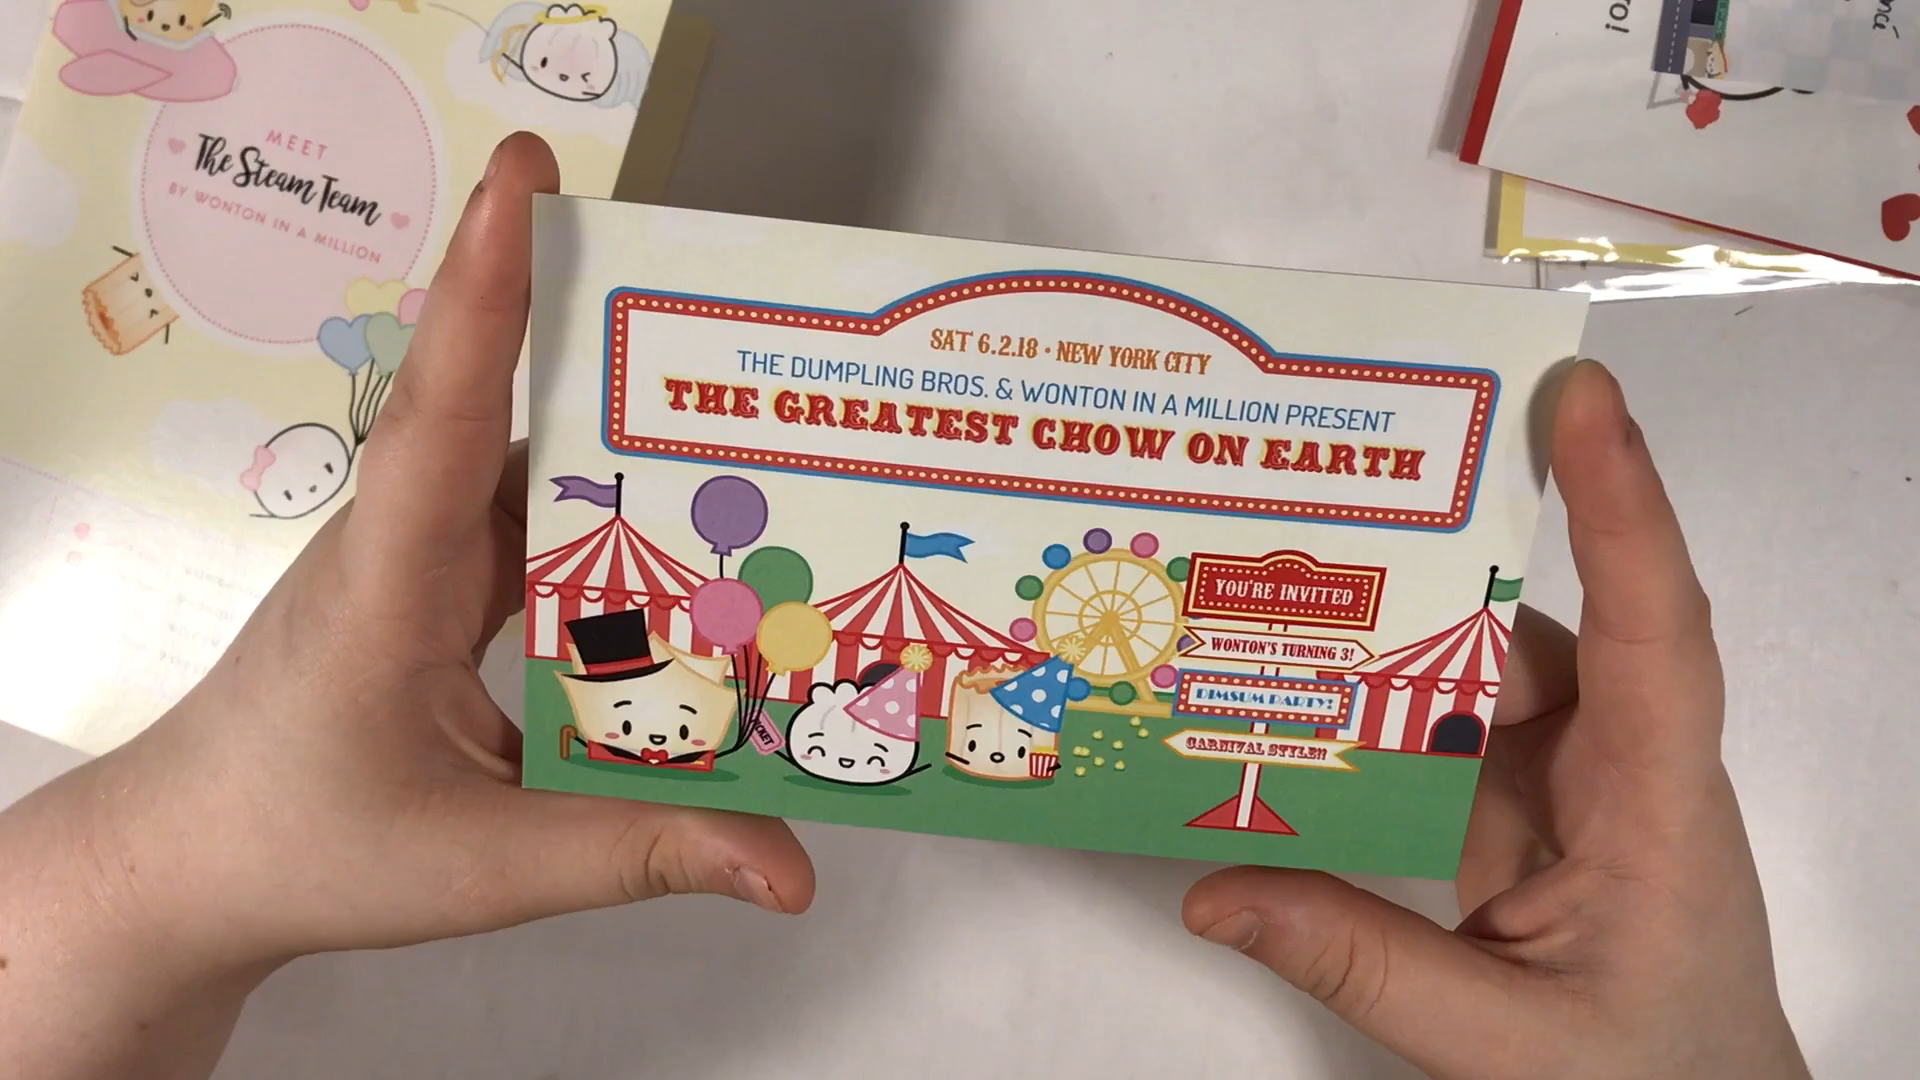 MEET
The Steam Team
BY WONTON IN A MILLION
SAT 6.2.18 • NEW YORK CITY
THE DUMPLING BROS. & WONTON IN A MILLION PRESENT
THE GREATEST CHOW ON EARTH
YOU'RE INVITED
WONTON'S TURNING 3!
DIMSUM PARTY!
CARNIVAL STYLE!!